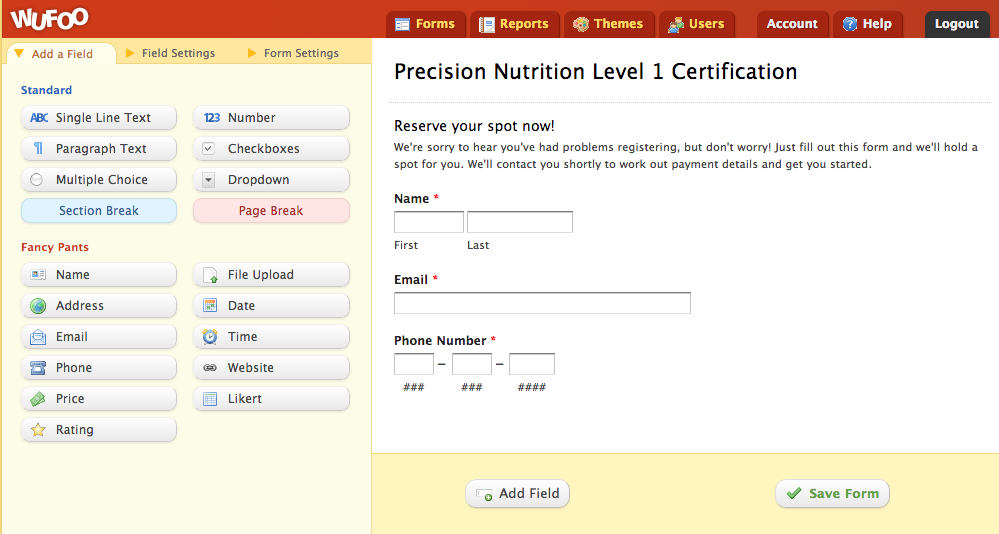 WUFOO
Forms Reports Themes Users Account Help Logout
Add a Field Field Settings Form Settings
Standard
ABC Single Line Text 123 Number
¶ Paragraph Text Checkboxes
Multiple Choice Dropdown
Section Break Page Break
Fancy Pants
Name File Upload
Address Date
Email Time
Phone Website
Price Likert
Rating
Precision Nutrition Level 1 Certification
Reserve your spot now!
We're sorry to hear you've had problems registering, but don't worry! Just fill out this form and we'll hold a
spot for you. We'll contact you shortly to work out payment details and get you started.
Name *
First Last
Email *
Phone Number *
– –
### ### ####
Add Field Save Form